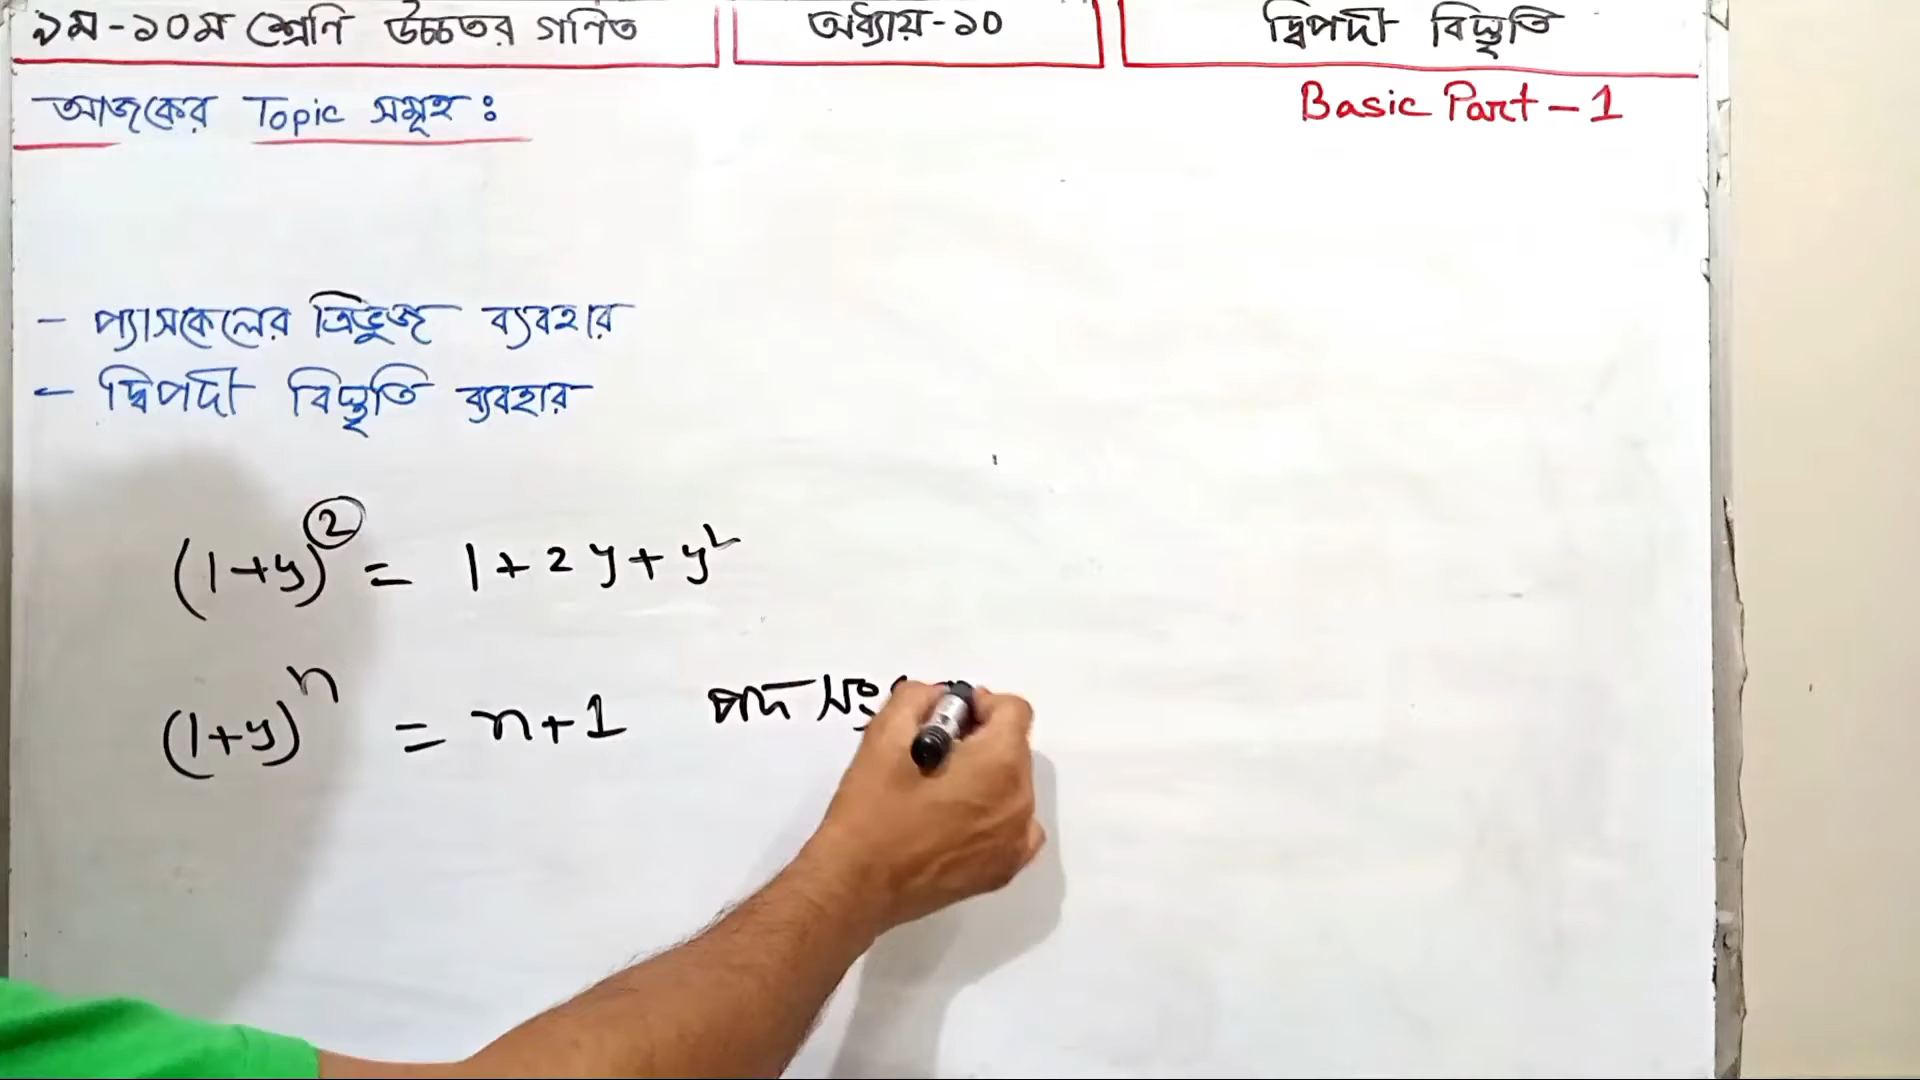 ৯ম-১০ম শ্রেণি উচ্চতর গণিত অধ্যায়-১০ দ্বিপদী বিস্তৃতি
আজকের Topic সমূহ : Basic Part - 1
- প্যাসকেলের ত্রিভুজ ব্যবহার
- দ্বিপদী বিস্তৃতি ব্যবহার
(1+y)² = 1+2y+y²
(1+y)ⁿ = n+1 পদ